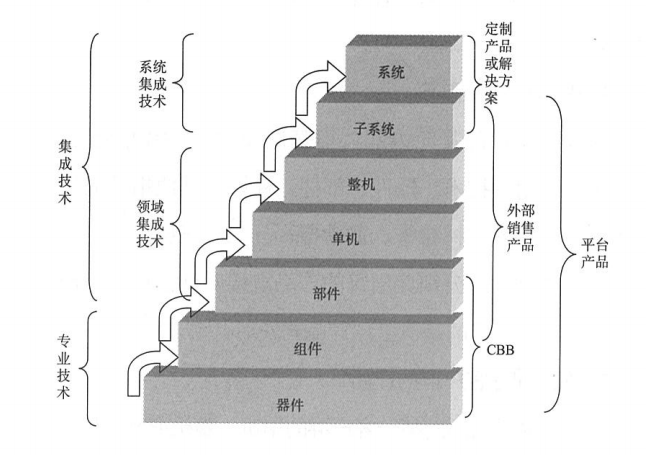 定制
产品
或解
决方
案
系统
系统
集成
技术
子系统
集
成
技
术
整机
领域
集成
技术
外部
销售
产品
单机
平台
产品
部件
专
业
技
术
组件
CBB
器件